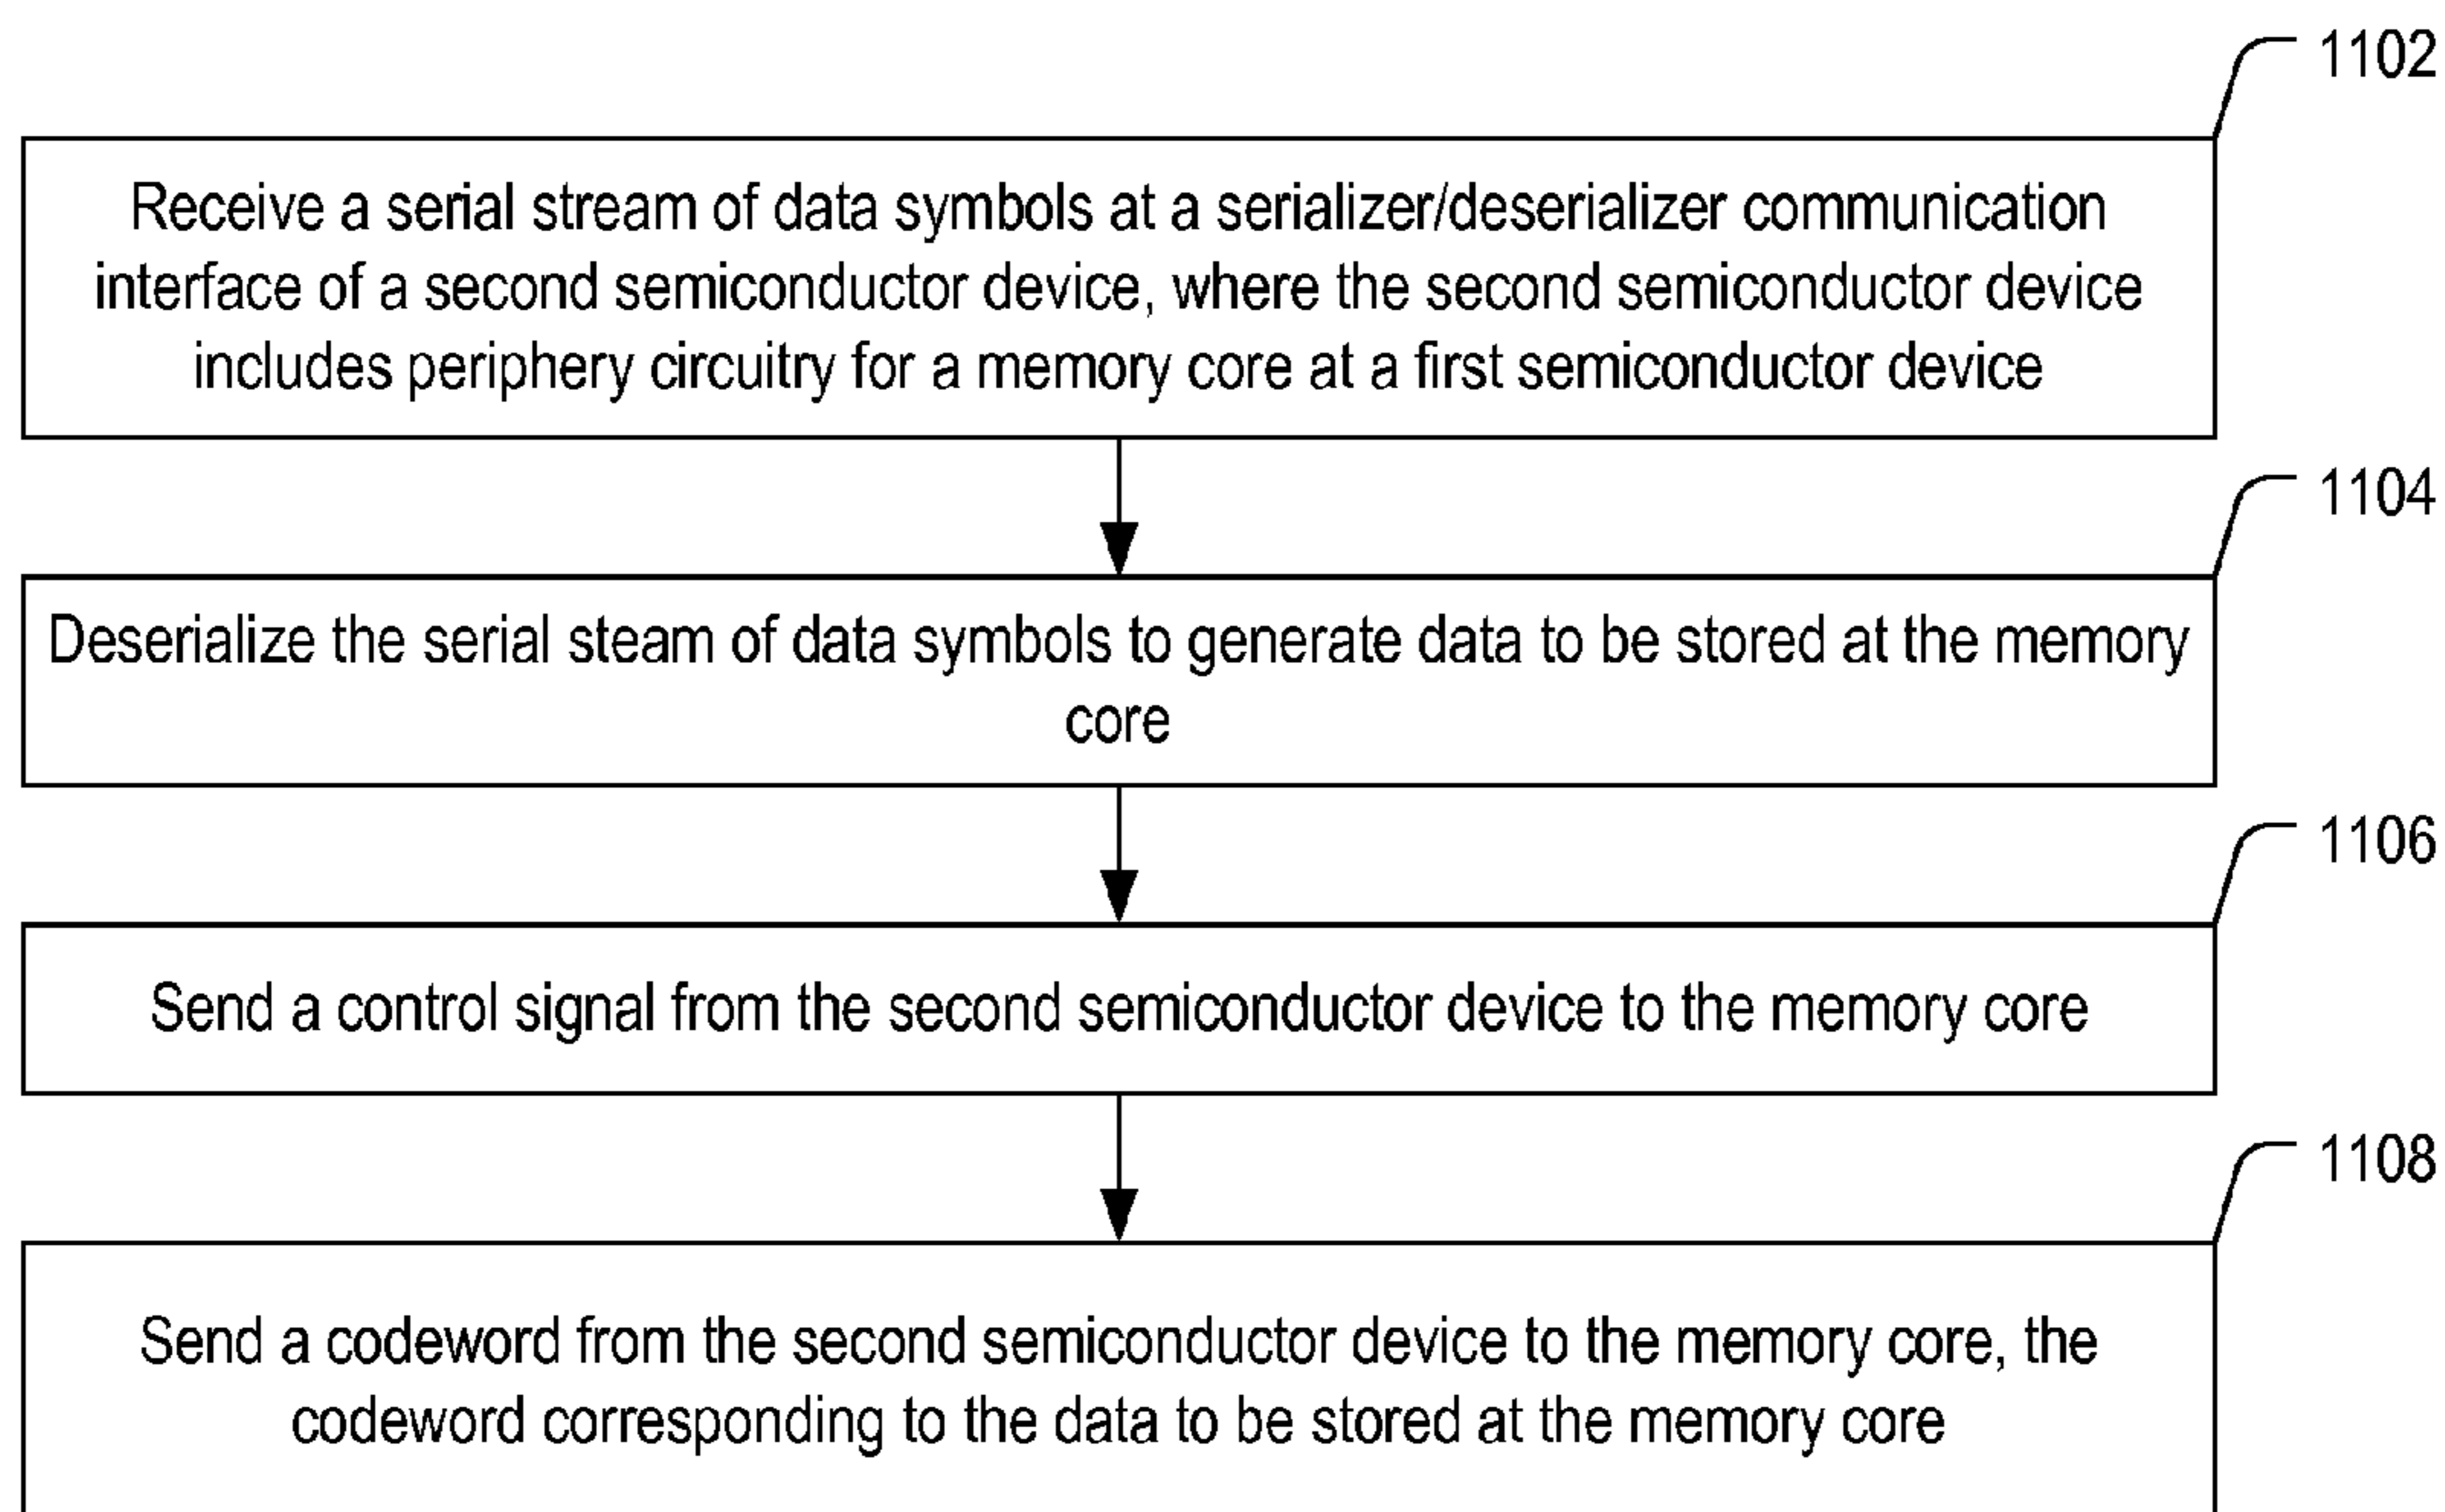 1102
Receive a serial stream of data symbols at a serializer/deserializer communication
interface of a second semiconductor device, where the second semiconductor device
includes periphery circuitry for a memory core at a first semiconductor device
1104
Deserialize the serial steam of data symbols to generate data to be stored at the memory
core
1106
Send a control signal from the second semiconductor device to the memory core
1108
Send a codeword from the second semiconductor device to the memory core, the
codeword corresponding to the data to be stored at the memory core